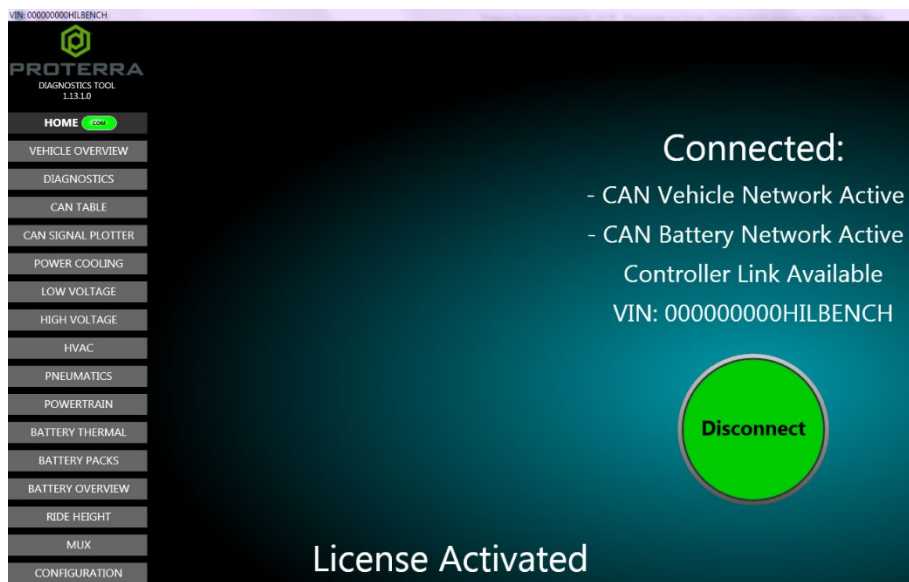 VIN: 000000000HILBENCH
PROTERRA
DIAGNOSTICS TOOL
1.13.1.0
HOME COM
VEHICLE OVERVIEW
DIAGNOSTICS
CAN TABLE
CAN SIGNAL PLOTTER
POWER COOLING
LOW VOLTAGE
HIGH VOLTAGE
HVAC
PNEUMATICS
POWERTRAIN
BATTERY THERMAL
BATTERY PACKS
BATTERY OVERVIEW
RIDE HEIGHT
MUX
CONFIGURATION
Connected:
- CAN Vehicle Network Active
- CAN Battery Network Active
Controller Link Available
VIN: 000000000HILBENCH
Disconnect
License Activated